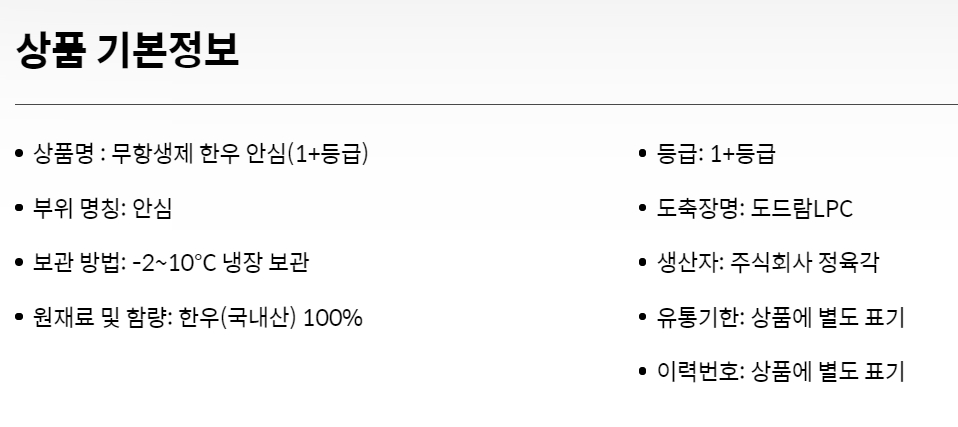 상품 기본정보
• 상품명 : 무항생제 한우 안심(1+등급)
• 부위 명칭: 안심
• 보관 방법: -2~10°C 냉장 보관
• 원재료 및 함량: 한우(국내산) 100%
• 등급: 1+등급
• 도축장명: 도드람LPC
• 생산자: 주식회사 정육각
• 유통기한: 상품에 별도 표기
• 이력번호: 상품에 별도 표기